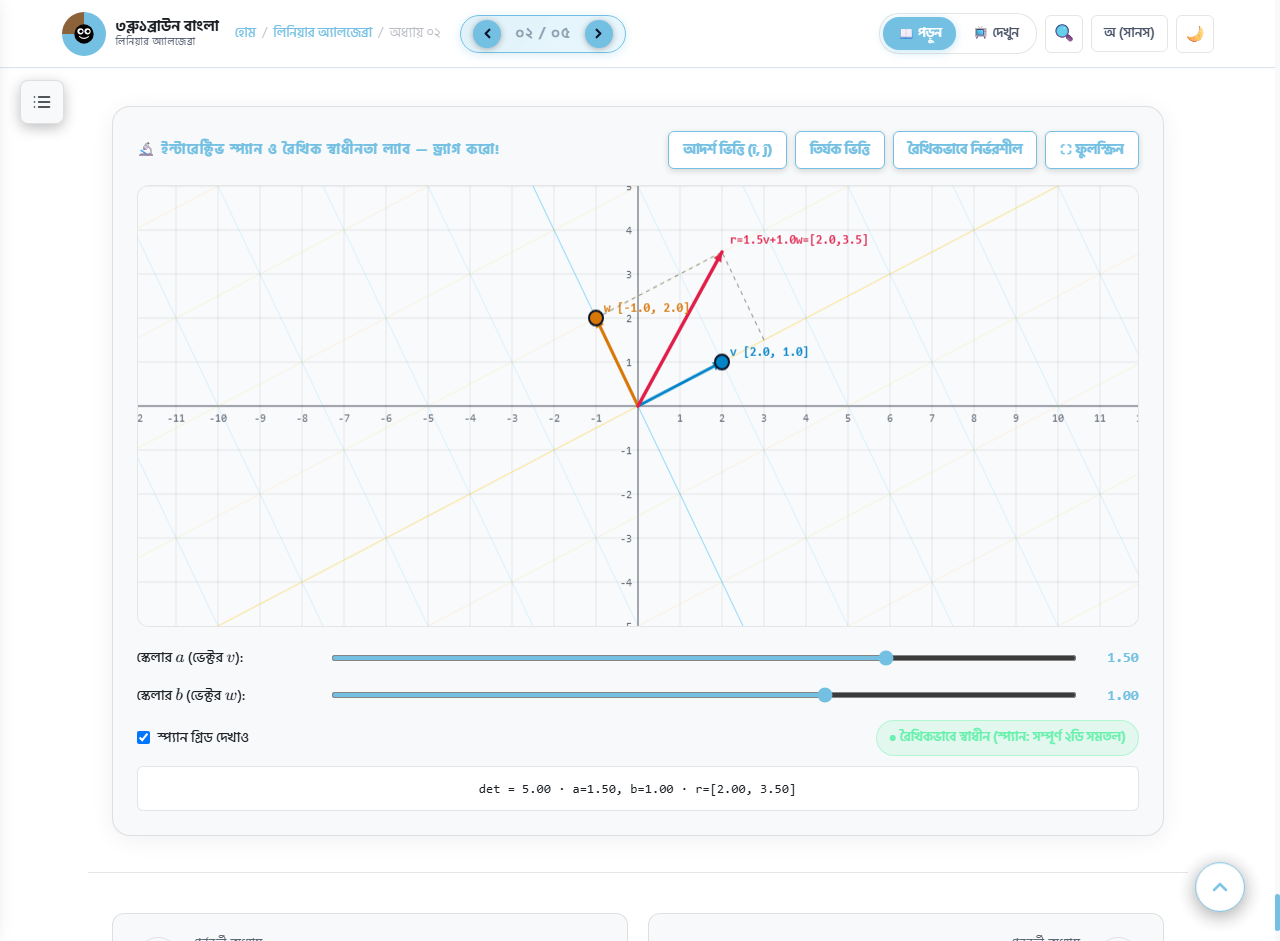 ৩ব্লু১ব্রাউন বাংলা
লিনিয়ার অ্যালজেব্রা
হোম / লিনিয়ার অ্যালজেব্রা / অধ্যায় ০২
০২ / ০৫
পড়ুন
দেখুন
অ (সানস)
ইন্টারেক্টিভ স্প্যান ও রৈখিক স্বাধীনতা ল্যাব — ড্র্যাগ করো!
আদর্শ ভিত্তি (î, ĵ)
তির্যক ভিত্তি
রৈখিকভাবে নির্ভরশীল
⛶ ফুলস্ক্রিন
5
4
3
2
1
-1
-2
-3
-4
r=1.5v+1.0w=[2.0,3.5]
w [-1.0, 2.0]
v [2.0, 1.0]
2 -11 -10 -9 -8 -7 -6 -5 -4 -3 -2 -1 1 2 3 4 5 6 7 8 9 10 11
স্কেলার a (ভেক্টর v): 1.50
স্কেলার b (ভেক্টর w): 1.00
স্প্যান গ্রিড দেখাও
● রৈখিকভাবে স্বাধীন (স্প্যান: সম্পূর্ণ ২ডি সমতল)
det = 5.00 · a=1.50, b=1.00 · r=[2.00, 3.50]